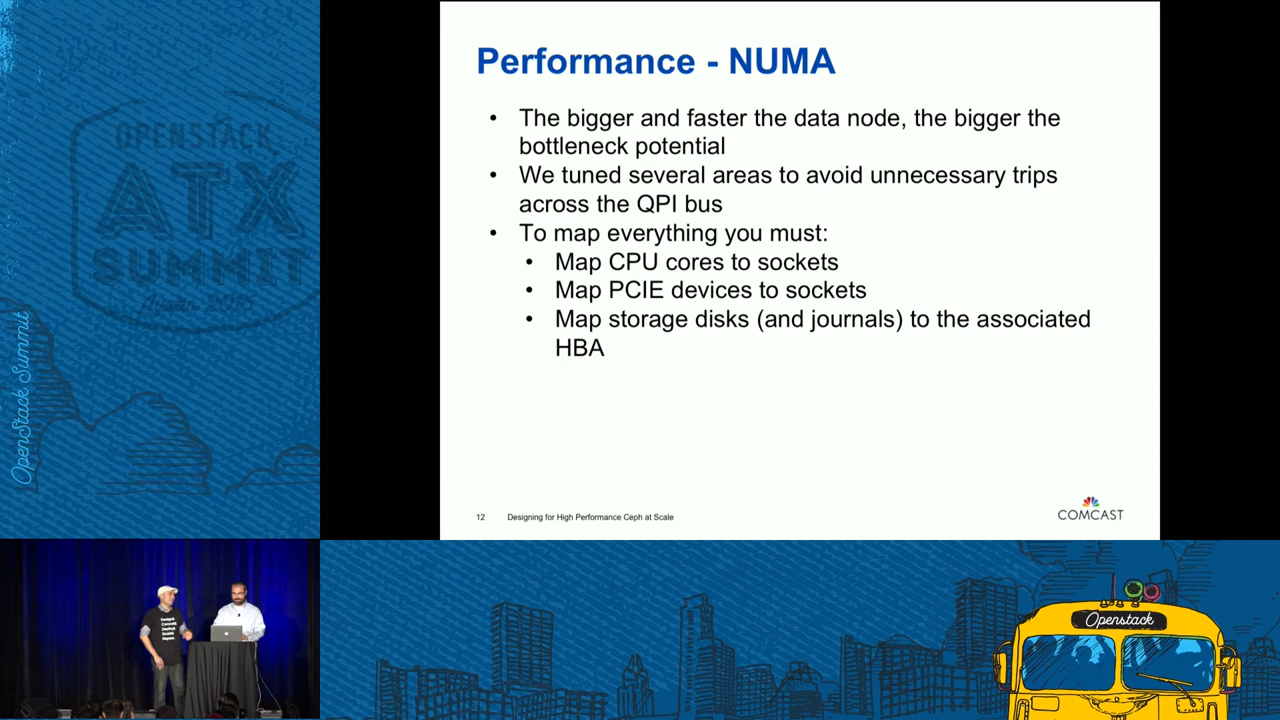 Performance - NUMA
• The bigger and faster the data node, the bigger the
bottleneck potential
• We tuned several areas to avoid unnecessary trips
across the QPI bus
• To map everything you must:
• Map CPU cores to sockets
• Map PCIE devices to sockets
• Map storage disks (and journals) to the associated
HBA
12 Designing for High Performance Ceph at Scale
COMCAST
OPENSTACK
ATX
SUMMIT
OpenStack Summit
Openstack